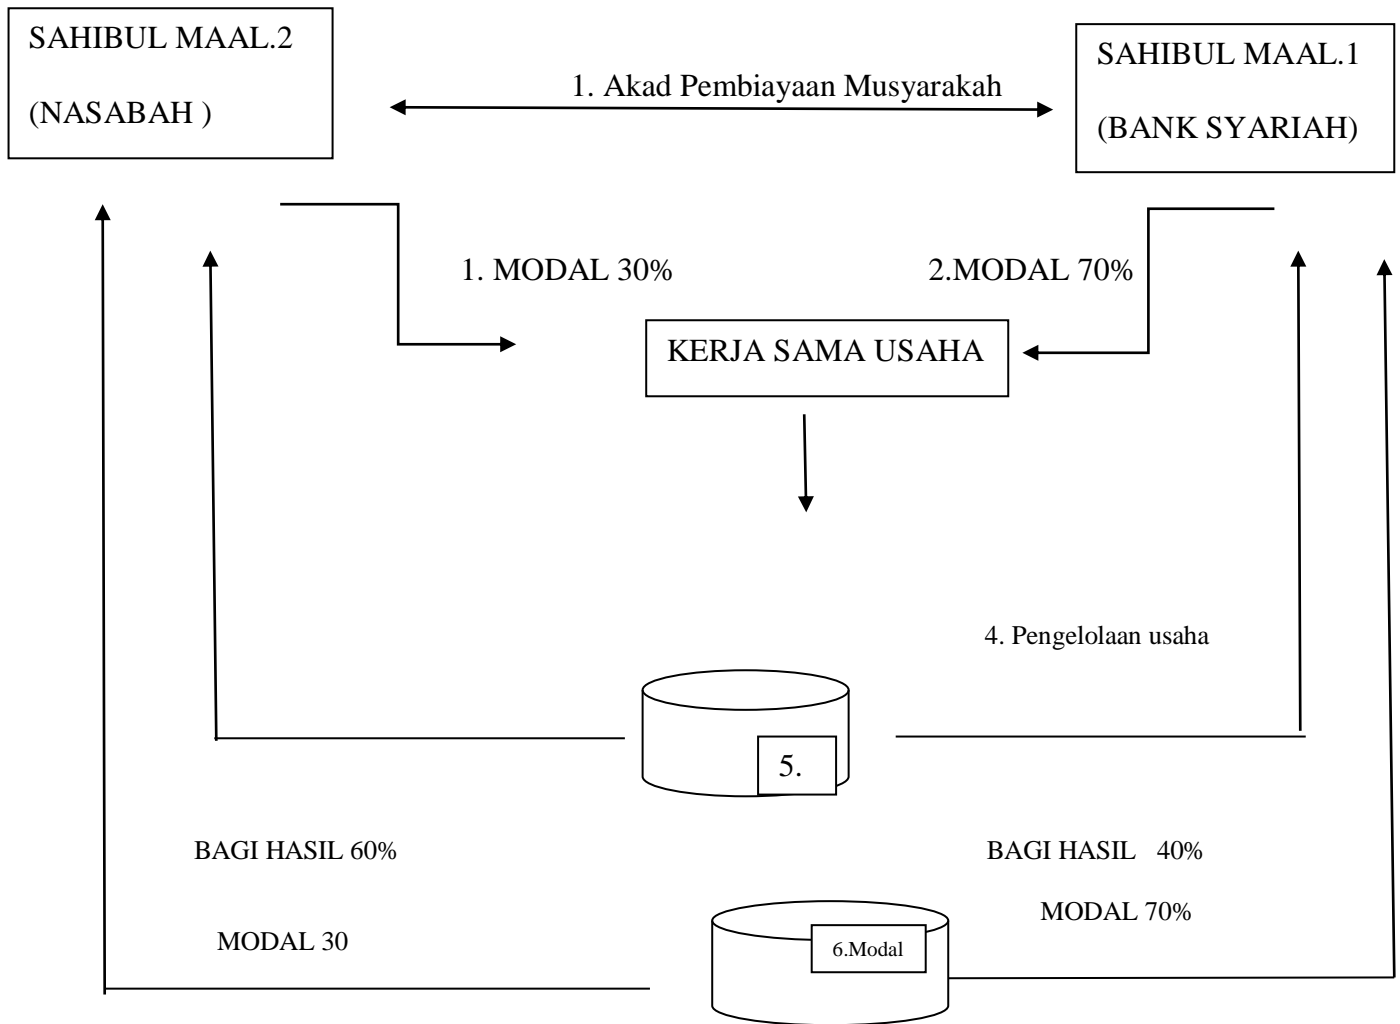 SAHIBUL MAAL.2
(NASABAH )
SAHIBUL MAAL.1
(BANK SYARIAH)
1. Akad Pembiayaan Musyarakah
1. MODAL 30%
2.MODAL 70%
KERJA SAMA USAHA
4. Pengelolaan usaha
5.
BAGI HASIL 60%
BAGI HASIL 40%
MODAL 70%
MODAL 30
6.Modal